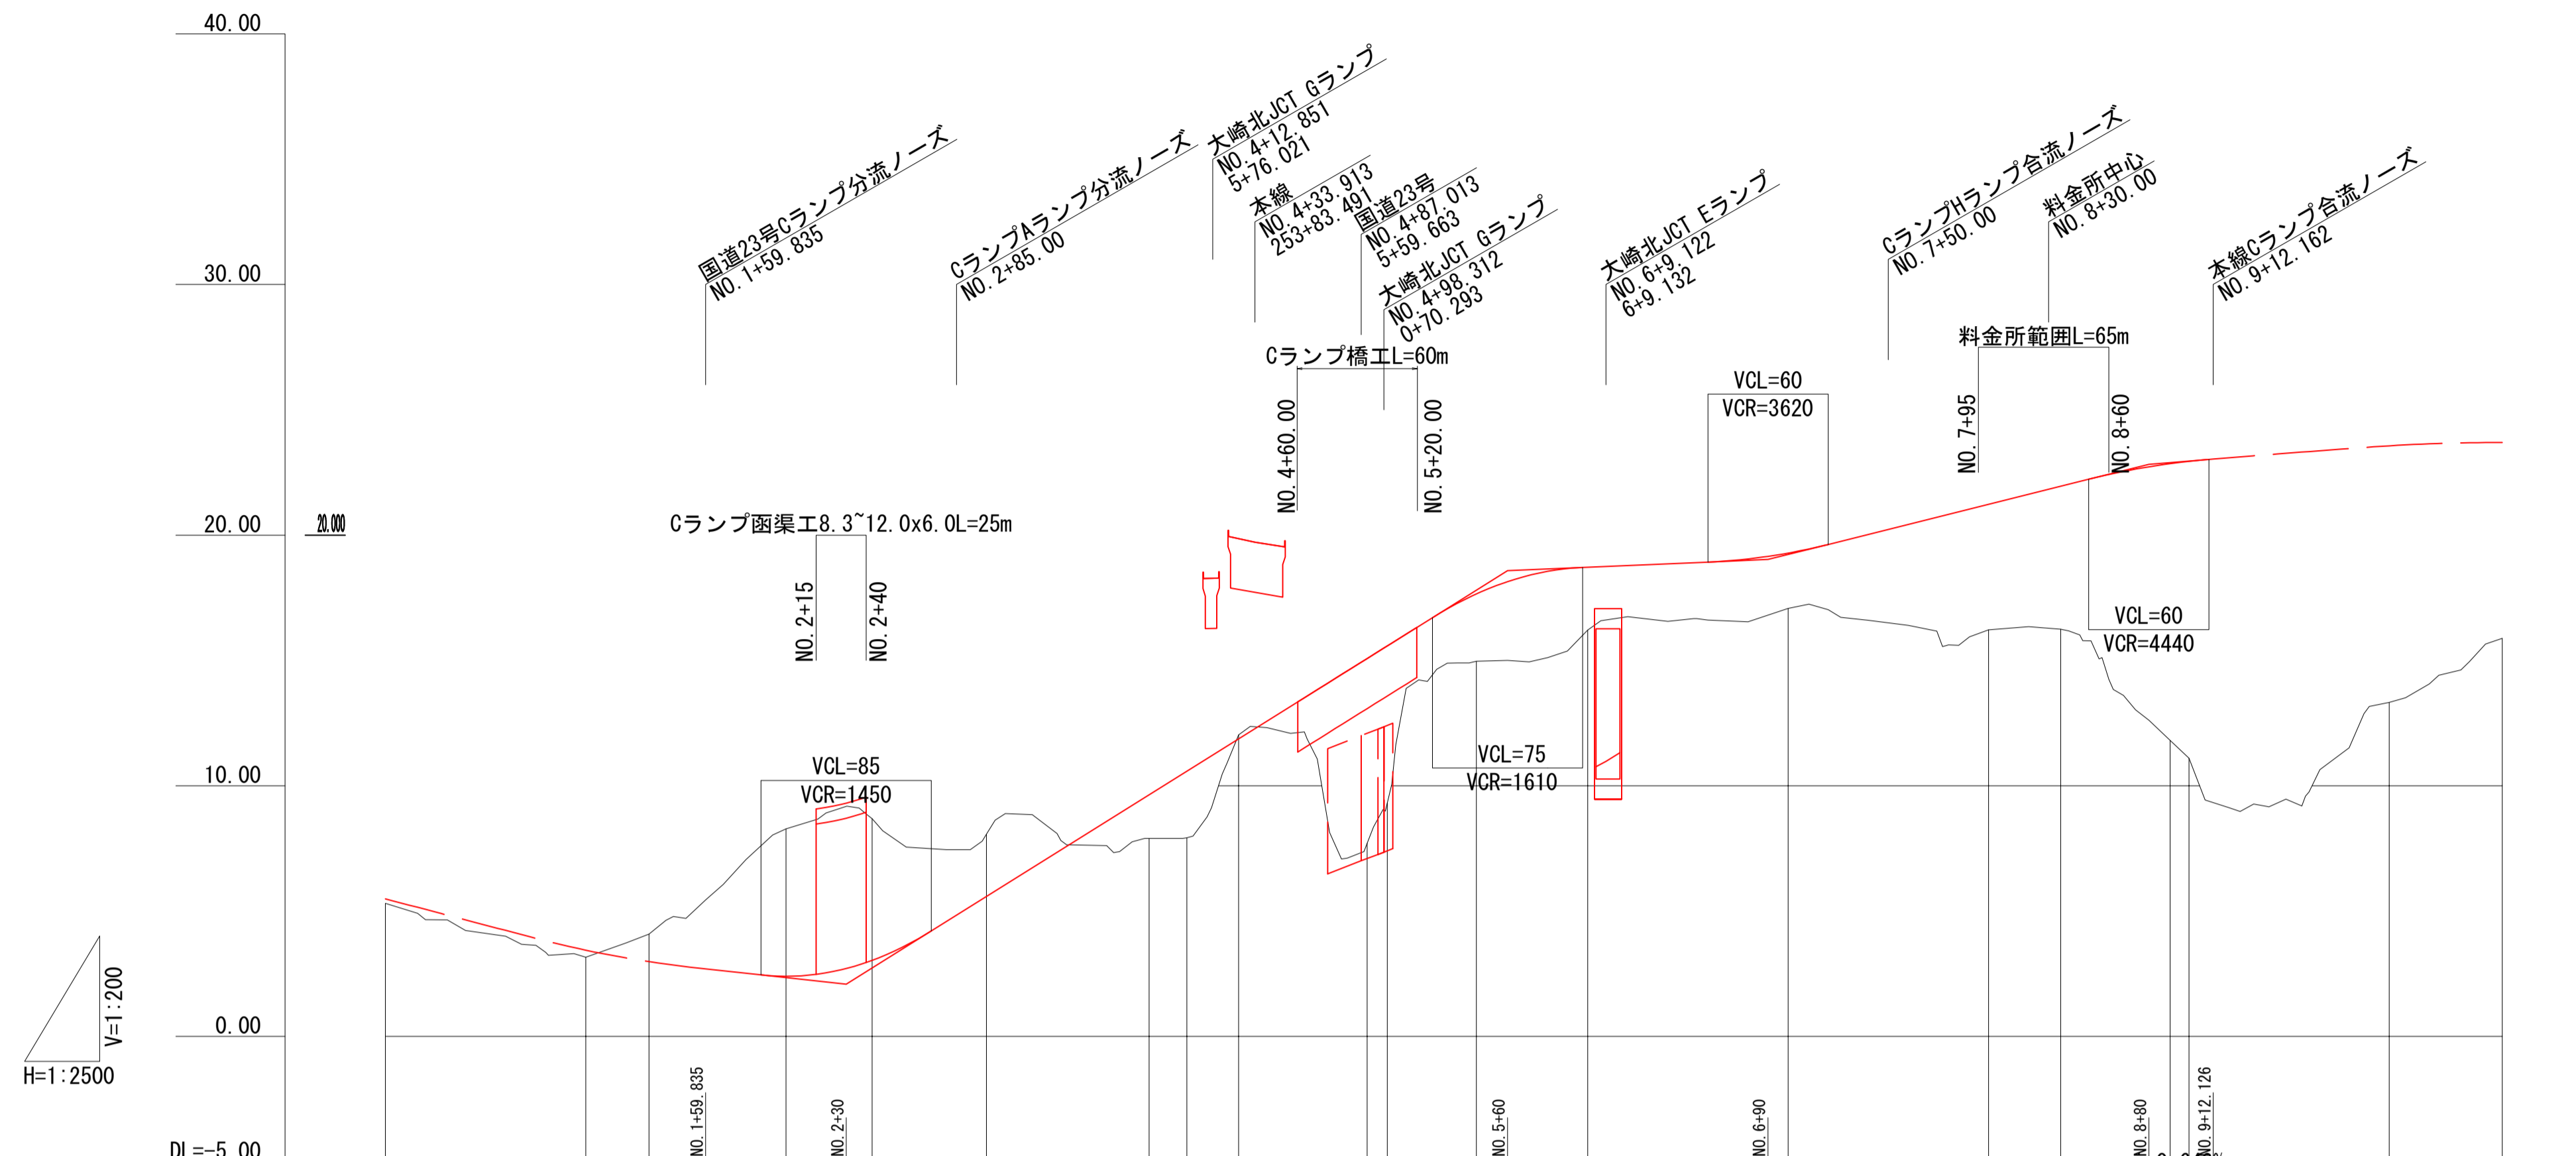 40.00
30.00
20.00
20.000
10.00
0.00
DL=-5.00
V=1:200
H=1:2500
国道23号Cランプ分流ノーズ
NO.1+59.835
CランプAランプ分流ノーズ
NO.2+85.00
大崎北JCT Gランプ
NO.4+12.851
5+76.021
本線
NO.4+33.913
253+83.491
国道23号
NO.4+87.013
5+59.663
大崎北JCT Gランプ
NO.4+98.312
0+70.293
大崎北JCT Eランプ
NO.6+9.122
6+9.132
CランプHランプ合流ノーズ
NO.7+50.00
料金所中心
NO.8+30.00
本線Cランプ合流ノーズ
NO.9+12.162
Cランプ函渠工8.3~12.0x6.0L=25m
NO.2+15
NO.2+40
Cランプ橋工L=60m
NO.4+60.00
NO.5+20.00
料金所範囲L=65m
NO.7+95
NO.8+60
VCL=85
VCR=1450
VCL=75
VCR=1610
VCL=60
VCR=3620
VCL=60
VCR=4440
NO.1+59.835
NO.2+30
NO.5+60
NO.6+90
NO.8+80
NO.9+12.126